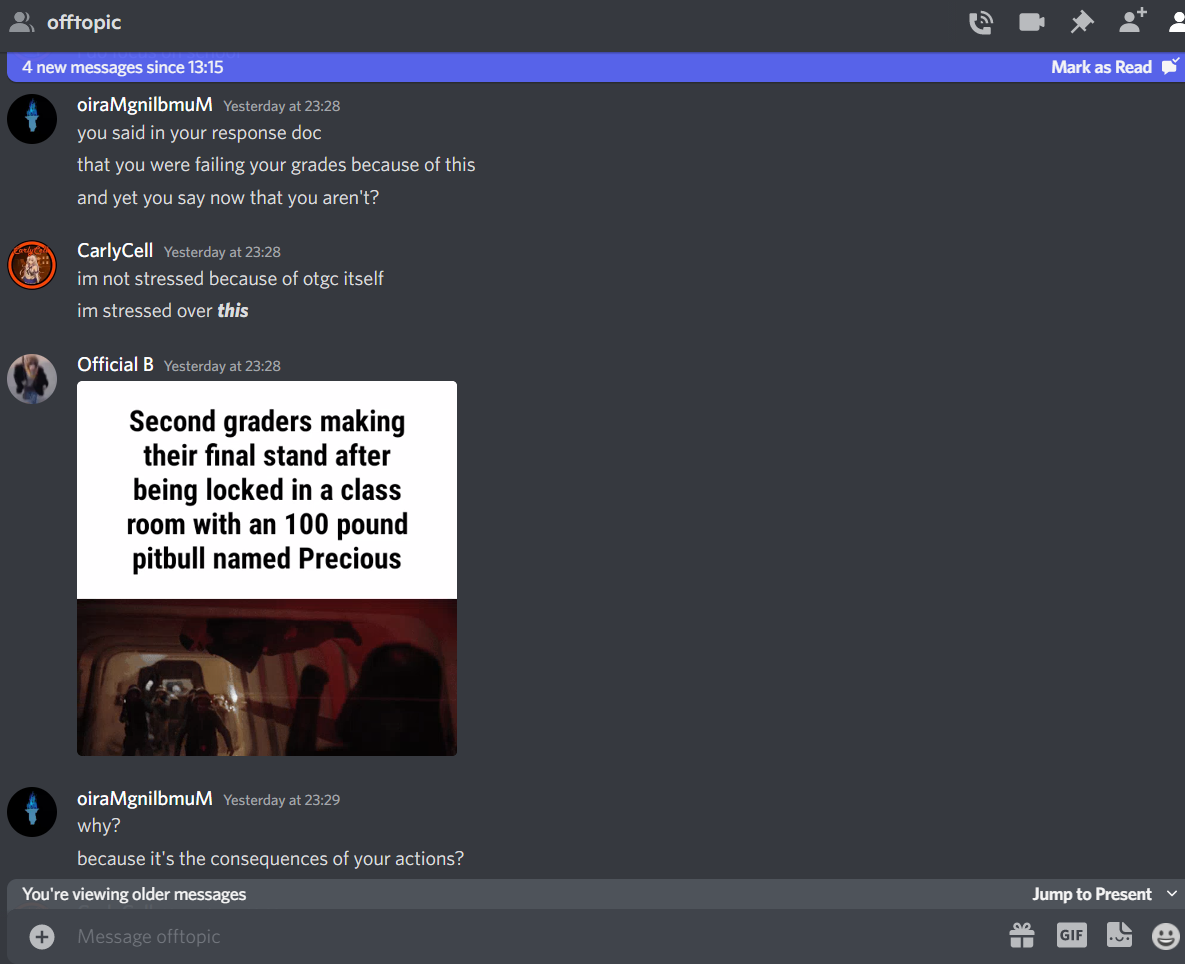 offtopic
4 new messages since 13:15
Mark as Read
oiraMgnilbmuM Yesterday at 23:28
you said in your response doc
that you were failing your grades because of this
and yet you say now that you aren't?
CarlyCell Yesterday at 23:28
im not stressed because of otgc itself
im stressed over this
Official B Yesterday at 23:28
Second graders making
their final stand after
being locked in a class
room with an 100 pound
pitbull named Precious
oiraMgnilbmuM Yesterday at 23:29
why?
because it's the consequences of your actions?
You're viewing older messages
Jump to Present
Message offtopic
GIF